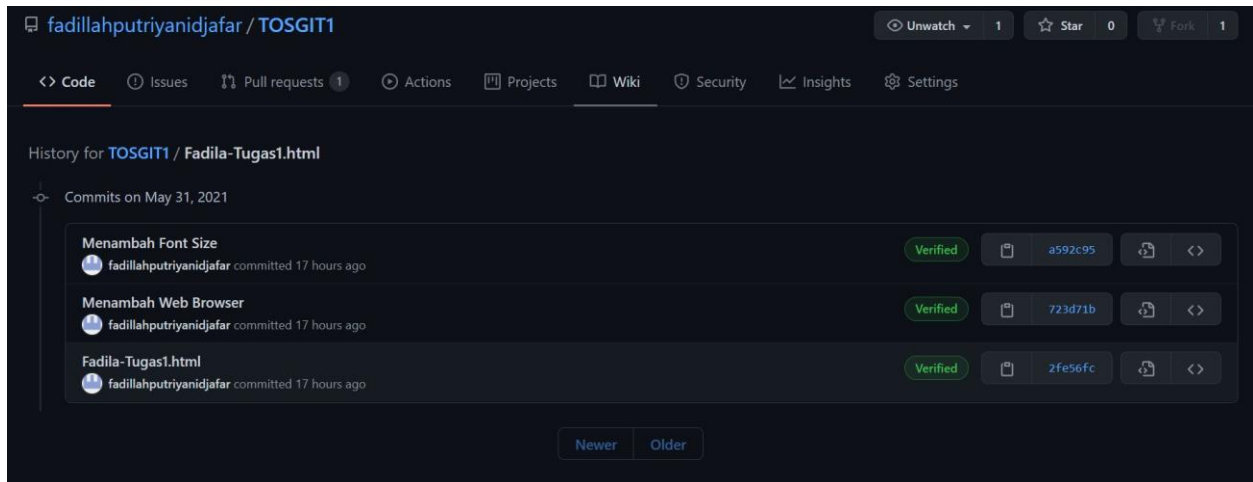 fadillahputriyanidjafar / TOSGIT1
Unwatch 1 Star 0 Fork 1
<> Code Issues Pull requests 1 Actions Projects Wiki Security Insights Settings
History for TOSGIT1 / Fadila-Tugas1.html
Commits on May 31, 2021
Menambah Font Size
fadillahputriyanidjafar committed 17 hours ago
Verified a592c95 <>
Menambah Web Browser
fadillahputriyanidjafar committed 17 hours ago
Verified 723d71b <>
Fadila-Tugas1.html
fadillahputriyanidjafar committed 17 hours ago
Verified 2fe56fc <>
Newer Older